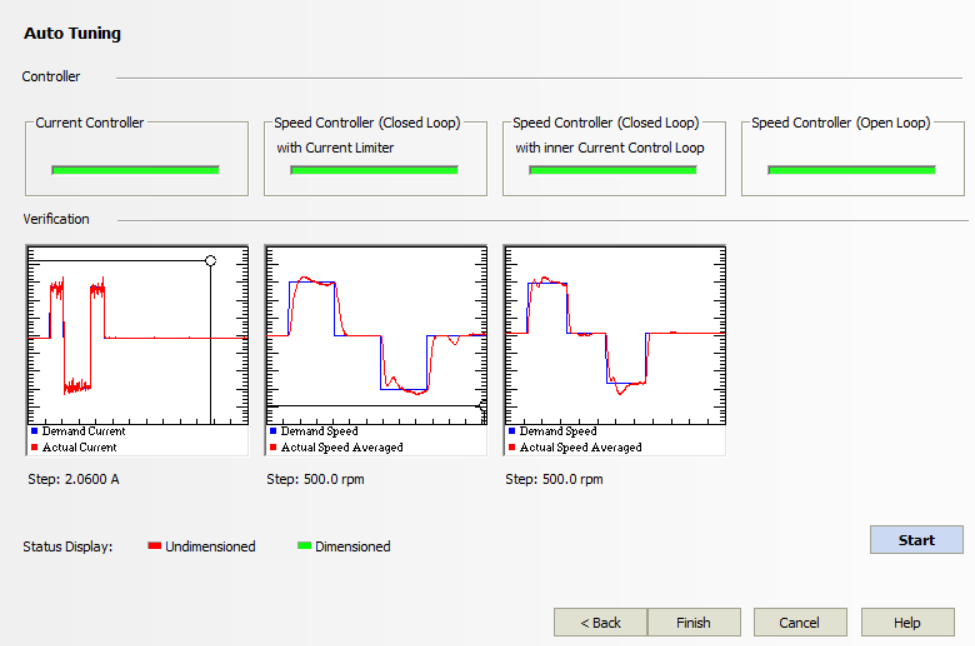 Auto Tuning
Controller
Current Controller
Speed Controller (Closed Loop)
with Current Limiter
Speed Controller (Closed Loop)
with inner Current Control Loop
Speed Controller (Open Loop)
Verification
Demand Current
Actual Current
Demand Speed
Actual Speed Averaged
Demand Speed
Actual Speed Averaged
Step: 2.0600 A
Step: 500.0 rpm
Step: 500.0 rpm
Status Display:
Undimensioned
Dimensioned
Start
< Back
Finish
Cancel
Help